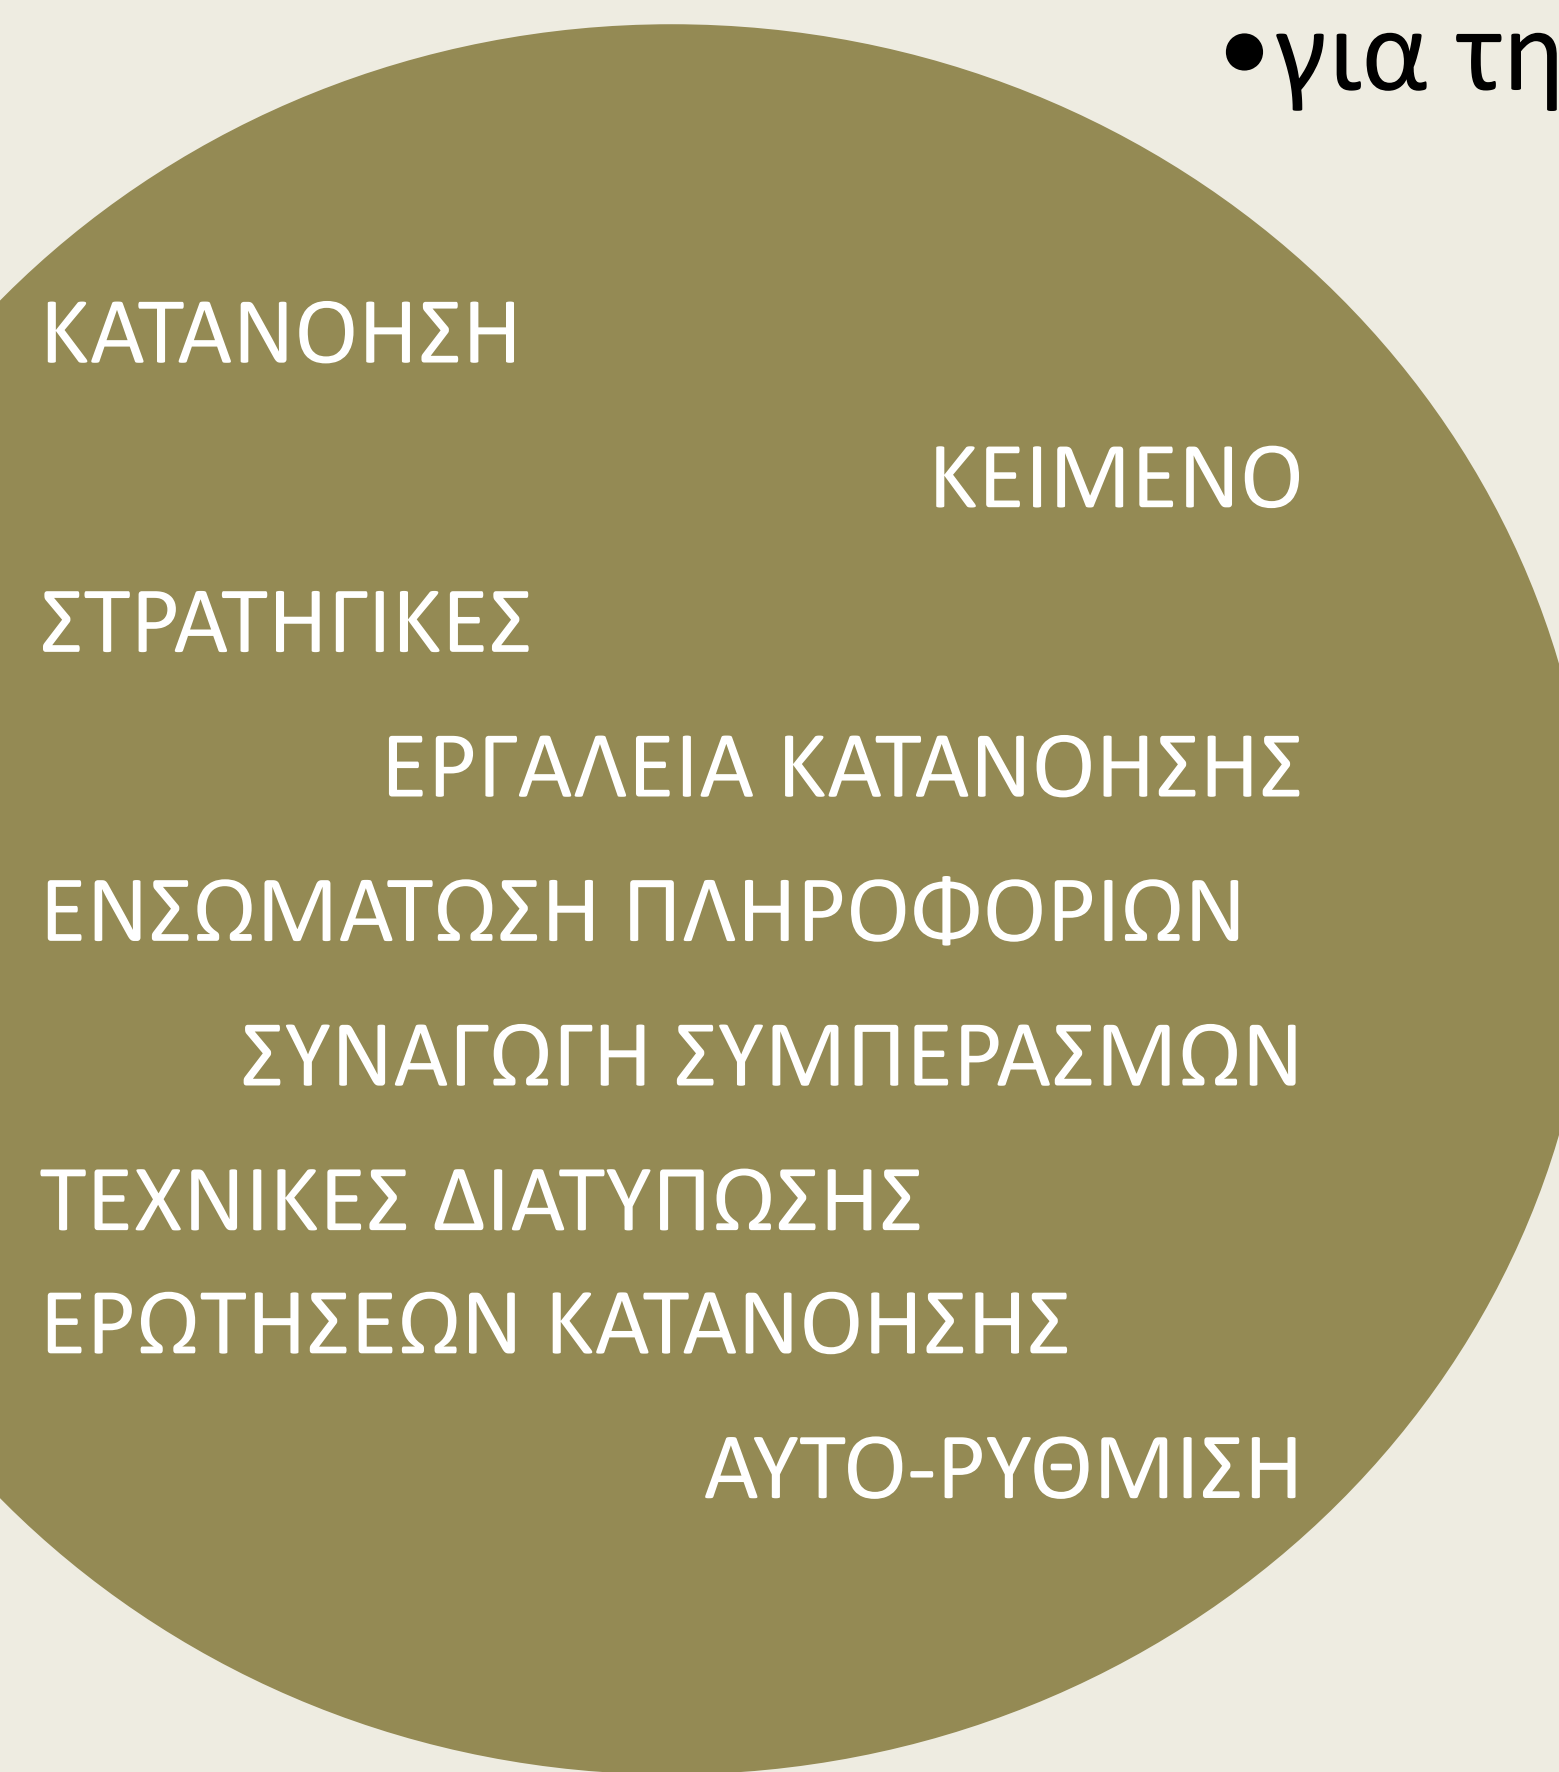 •για τη
ΚΑΤΑΝΟΗΣΗ
ΚΕΙΜΕΝΟ
ΣΤΡΑΤΗΓΙΚΕΣ
ΕΡΓΑΛΕΙΑ ΚΑΤΑΝΟΗΣΗΣ
ΕΝΣΩΜΑΤΩΣΗ ΠΛΗΡΟΦΟΡΙΩΝ
ΣΥΝΑΓΩΓΗ ΣΥΜΠΕΡΑΣΜΩΝ
ΤΕΧΝΙΚΕΣ ΔΙΑΤΥΠΩΣΗΣ
ΕΡΩΤΗΣΕΩΝ ΚΑΤΑΝΟΗΣΗΣ
ΑΥΤΟ-ΡΥΘΜΙΣΗ